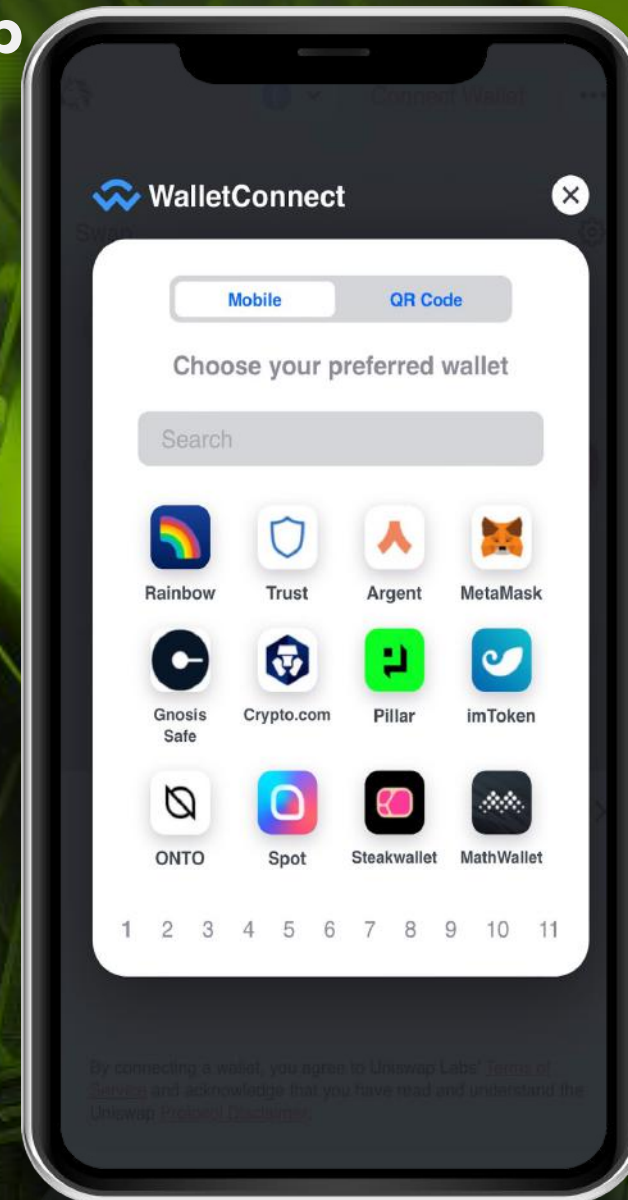 Connect Wallet
WalletConnect
Swap
Mobile QR Code
Choose your preferred wallet
Search
Rainbow Trust Argent MetaMask
Gnosis Crypto.com Pillar imToken
Safe
ONTO Spot Steakwallet MathWallet
1 2 3 4 5 6 7 8 9 10 11
By connecting a wallet, you agree to Uniswap Labs' Terms of
Service and acknowledge that you have read and understand the
Uniswap Protocol Disclaimer.